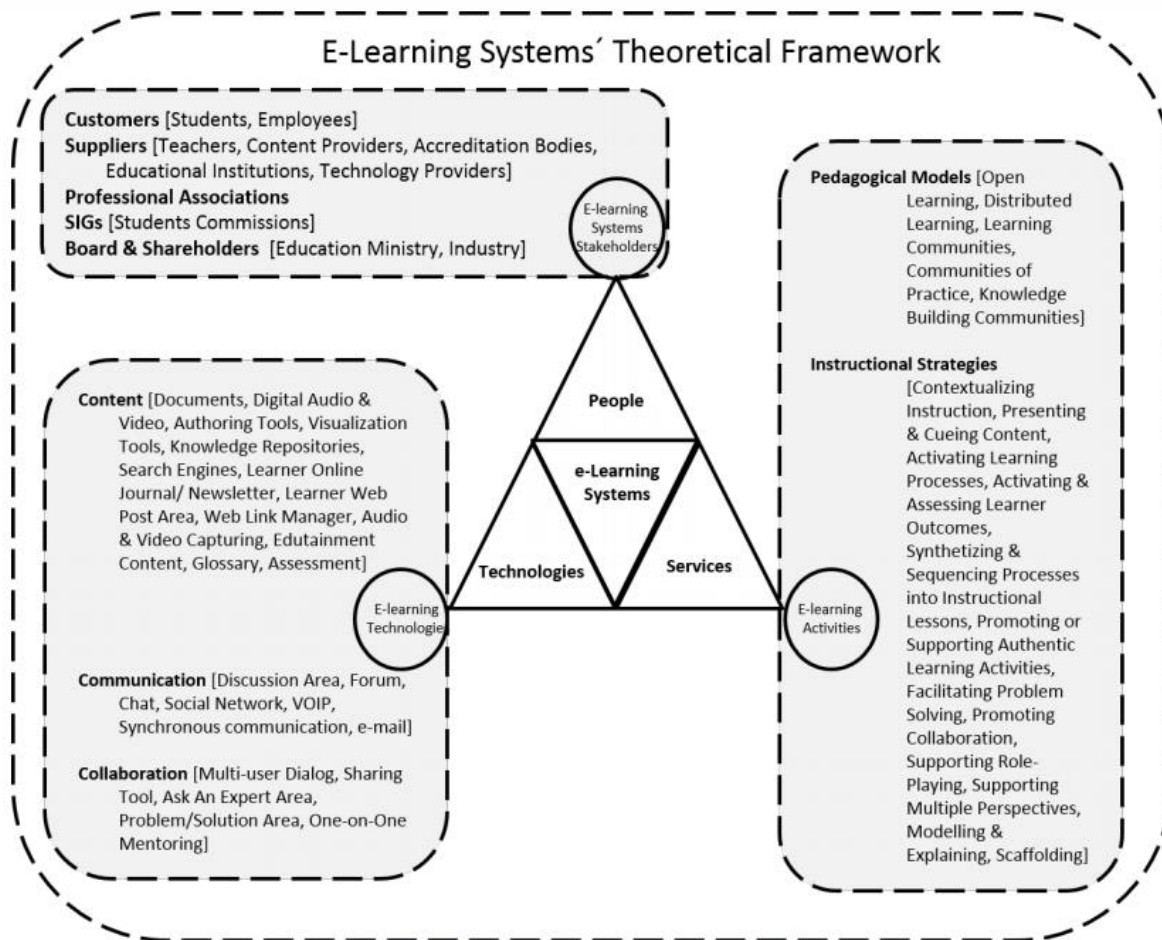 E-Learning Systems´ Theoretical Framework
Customers [Students, Employees]
Suppliers [Teachers, Content Providers, Accreditation Bodies,
Educational Institutions, Technology Providers]
Professional Associations
SIGs [Students Commissions]
Board & Shareholders [Education Ministry, Industry]
E-learning
Systems
Stakeholders
Pedagogical Models [Open
Learning, Distributed
Learning, Learning
Communities,
Communities of
Practice, Knowledge
Building Communities]
Instructional Strategies
[Contextualizing
Instruction, Presenting
& Cueing Content,
Activating Learning
Processes, Activating &
Assessing Learner
Outcomes,
Synthetizing &
Sequencing Processes
into Instructional
Lessons, Promoting or
Supporting Authentic
Learning Activities,
Facilitating Problem
Solving, Promoting
Collaboration,
Supporting Role-
Playing, Supporting
Multiple Perspectives,
Modelling &
Explaining, Scaffolding]
E-learning
Activities
People
e-Learning
Systems
Technologies
Services
Content [Documents, Digital Audio &
Video, Authoring Tools, Visualization
Tools, Knowledge Repositories,
Search Engines, Learner Online
Journal/ Newsletter, Learner Web
Post Area, Web Link Manager, Audio
& Video Capturing, Edutainment
Content, Glossary, Assessment]
E-learning
Technologie
Communication [Discussion Area, Forum,
Chat, Social Network, VOIP,
Synchronous communication, e-mail]
Collaboration [Multi-user Dialog, Sharing
Tool, Ask An Expert Area,
Problem/Solution Area, One-on-One
Mentoring]